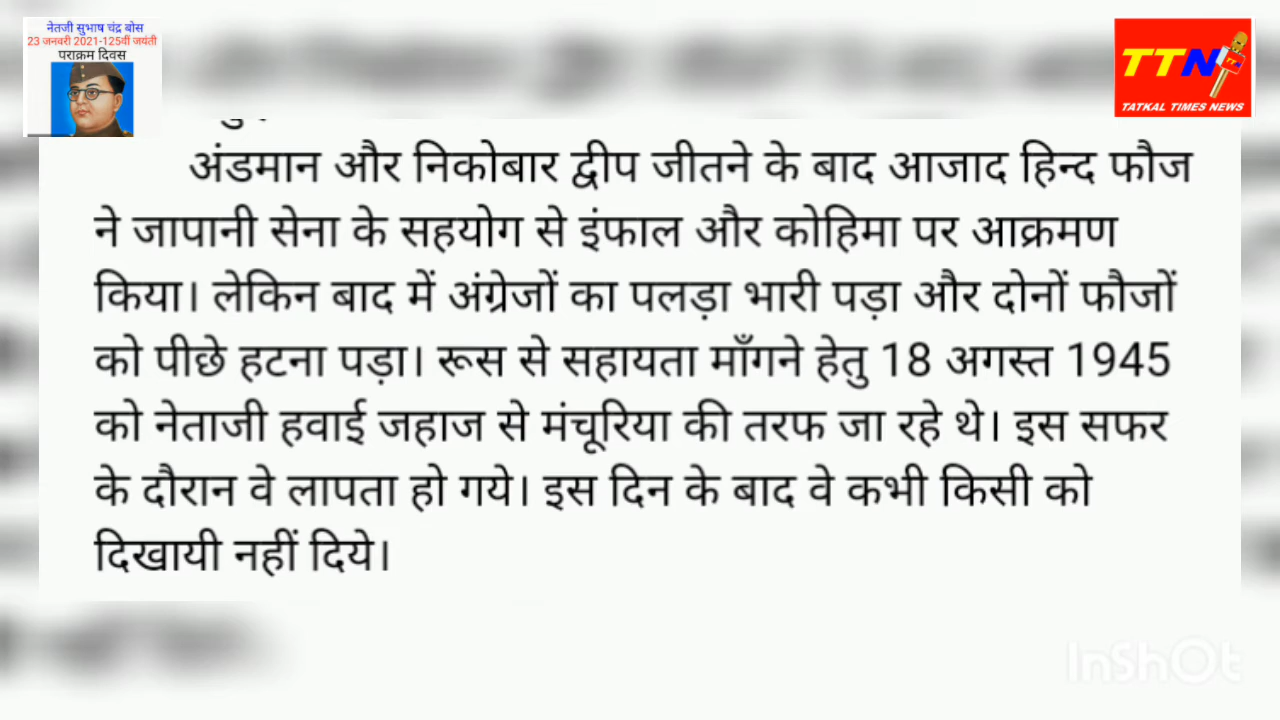 नेतजी सुभाष चंद्र बोस
23 जनवरी 2021-125वीं जयंती
पराक्रम दिवस
TTN
TATKAL TIMES NEWS
अंडमान और निकोबार द्वीप जीतने के बाद आजाद हिन्द फौज
ने जापानी सेना के सहयोग से इंफाल और कोहिमा पर आक्रमण
किया। लेकिन बाद में अंग्रेजों का पलड़ा भारी पड़ा और दोनों फौजों
को पीछे हटना पड़ा। रूस से सहायता माँगने हेतु 18 अगस्त 1945
को नेताजी हवाई जहाज से मंचूरिया की तरफ जा रहे थे। इस सफर
के दौरान वे लापता हो गये। इस दिन के बाद वे कभी किसी को
दिखायी नहीं दिये।
InShOt